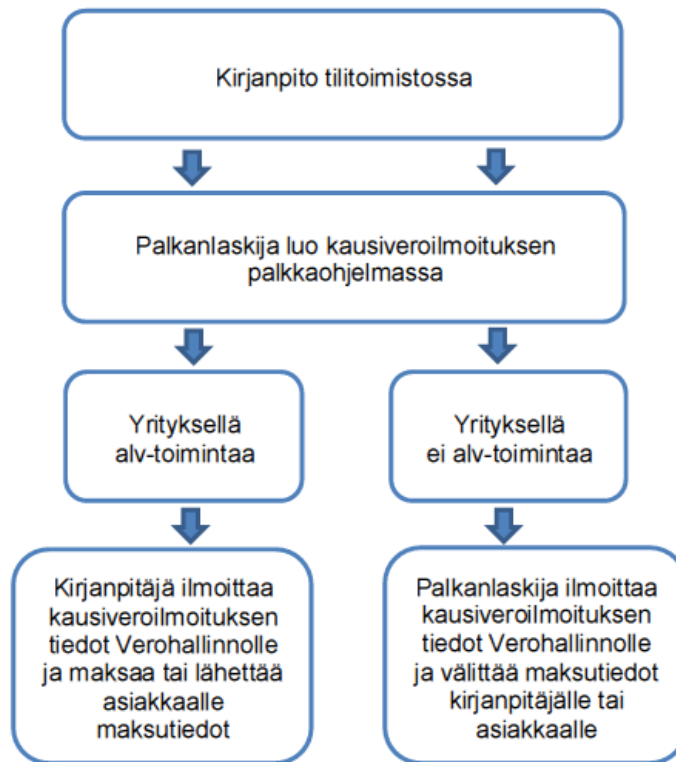 Kirjanpito tilitoimistossa
Palkanlaskija luo kausiveroilmoituksen
palkkaohjelmassa
Yrityksellä
alv-toimintaa
Yrityksellä
ei alv-toimintaa
Kirjanpitäjä ilmoittaa
kausiveroilmoituksen
tiedot Verohallinnolle
ja maksaa tai lähettää
asiakkaalle
maksutiedot
Palkanlaskija ilmoittaa
kausiveroilmoituksen
tiedot Verohallinnolle
ja välittää maksutiedot
kirjanpitäjälle tai
asiakkaalle